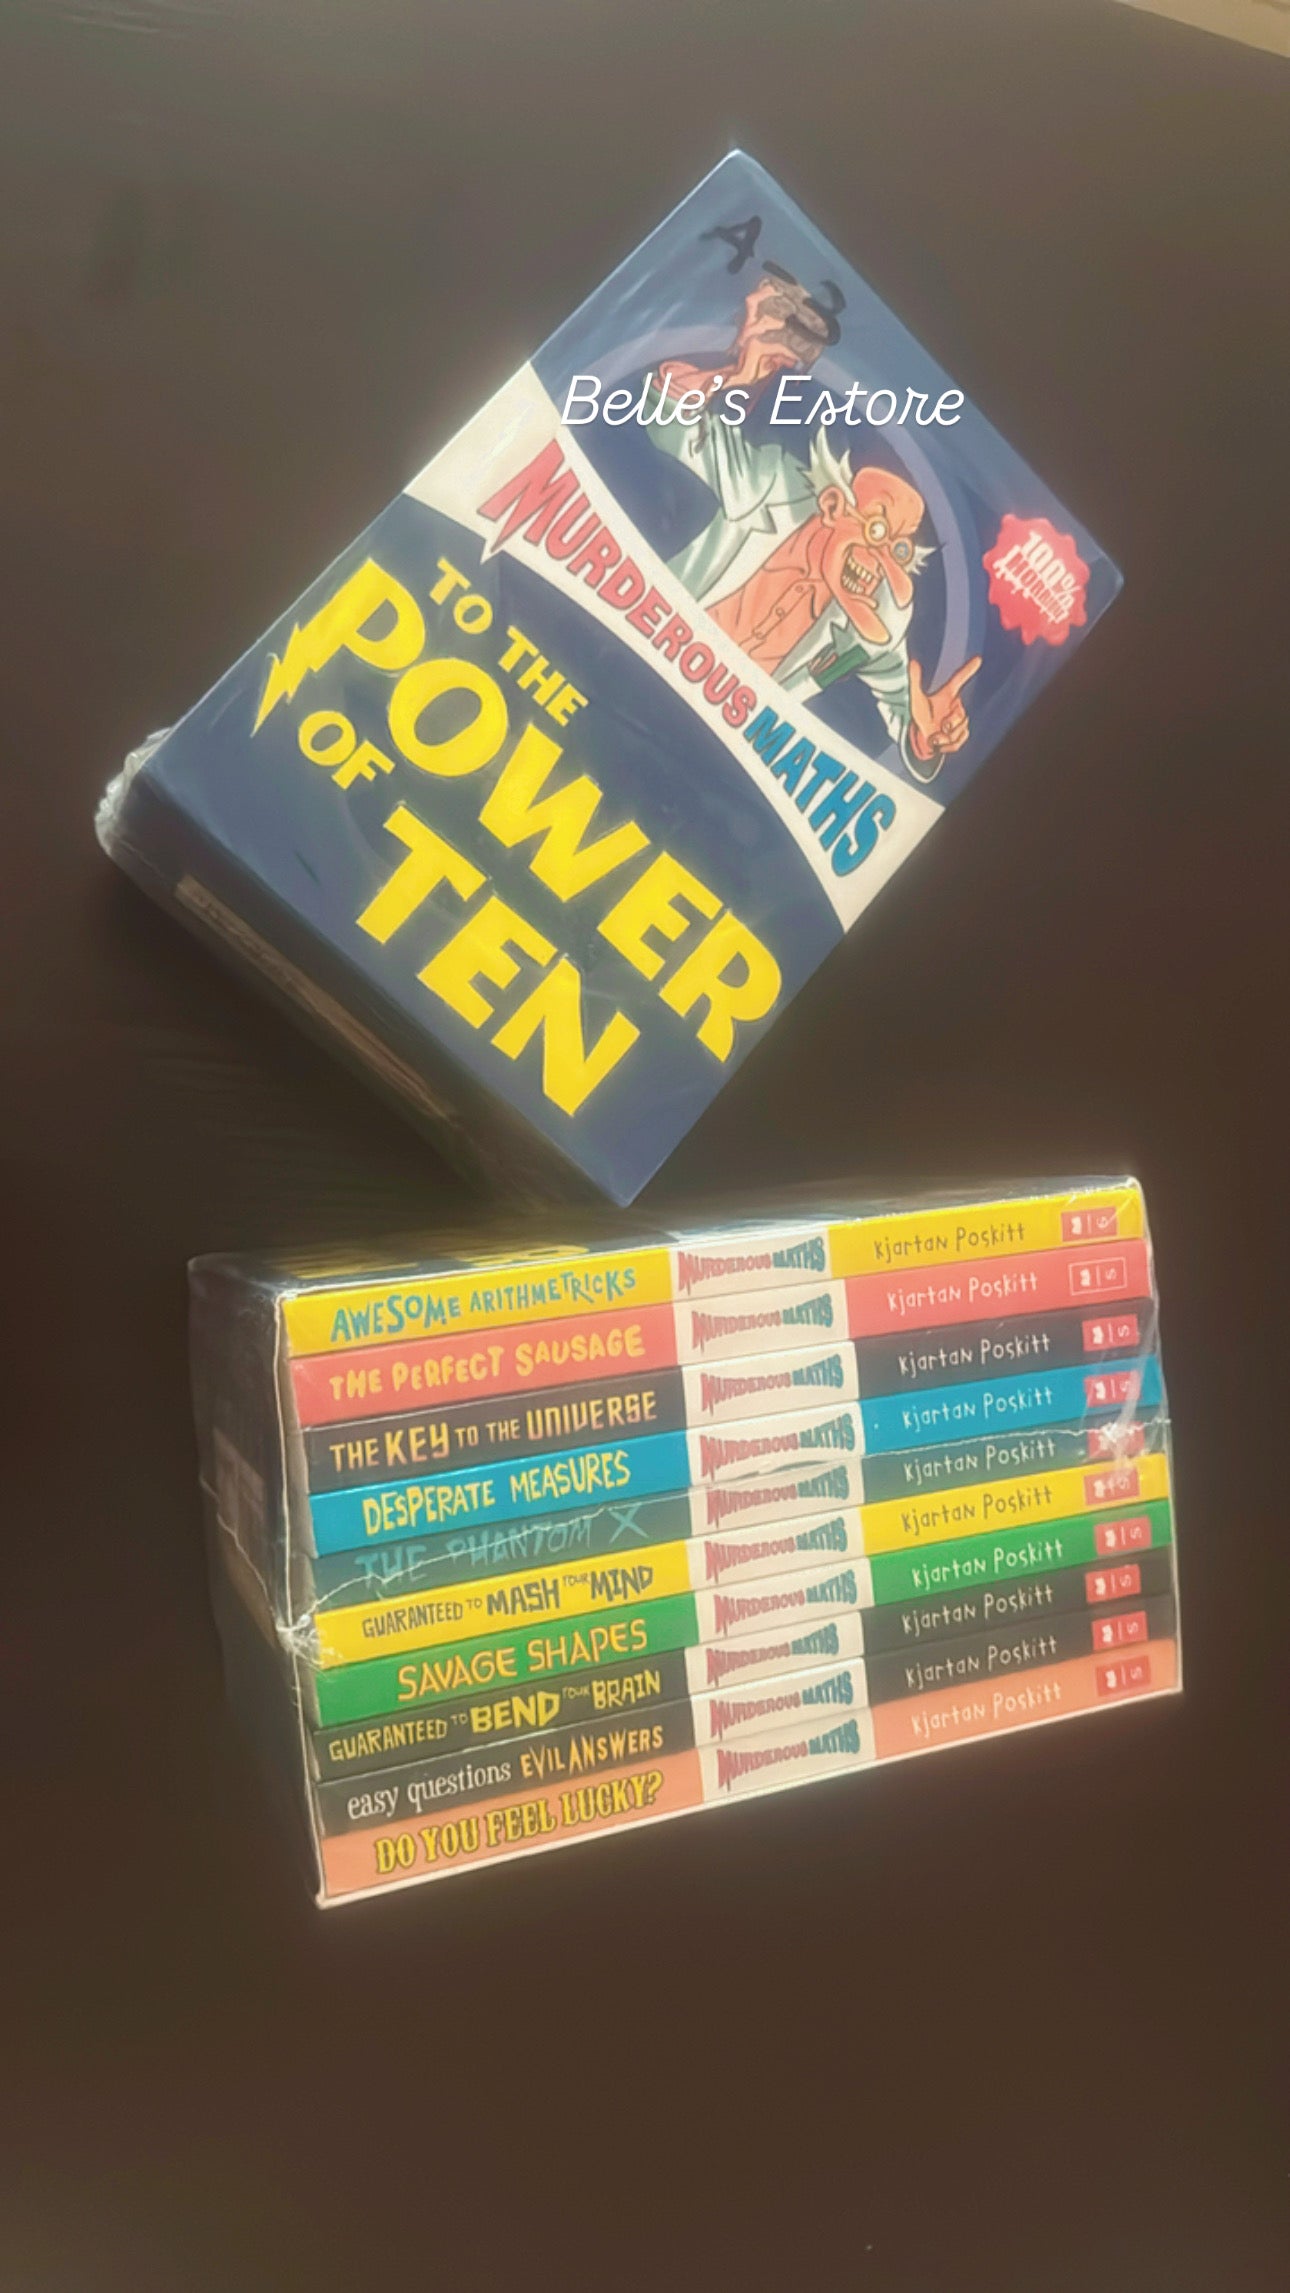 A-3
Belle's Estore
100%
MURDEROUS MATHS
TO THE
POWER
OF
TEN
AWESOME ARITHMETRICKS MURDEROUS MATHS Kjartan Poskitt
THE PERFECT SAUSAGE MURDEROUS MATHS Kjartan Poskitt
THE KEY TO THE UNIVERSE MURDEROUS MATHS Kjartan Poskitt
DESPERATE MEASURES MURDEROUS MATHS Kjartan Poskitt
THE PHANTOM X MURDEROUS MATHS Kjartan Poskitt
GUARANTEED TO MASH YOUR MIND MURDEROUS MATHS Kjartan Poskitt
SAVAGE SHAPES MURDEROUS MATHS Kjartan Poskitt
GUARANTEED TO BEND YOUR BRAIN MURDEROUS MATHS Kjartan Poskitt
easy questions EVIL ANSWERS MURDEROUS MATHS Kjartan Poskitt
DO YOU FEEL LUCKY? MURDEROUS MATHS Kjartan Poskitt